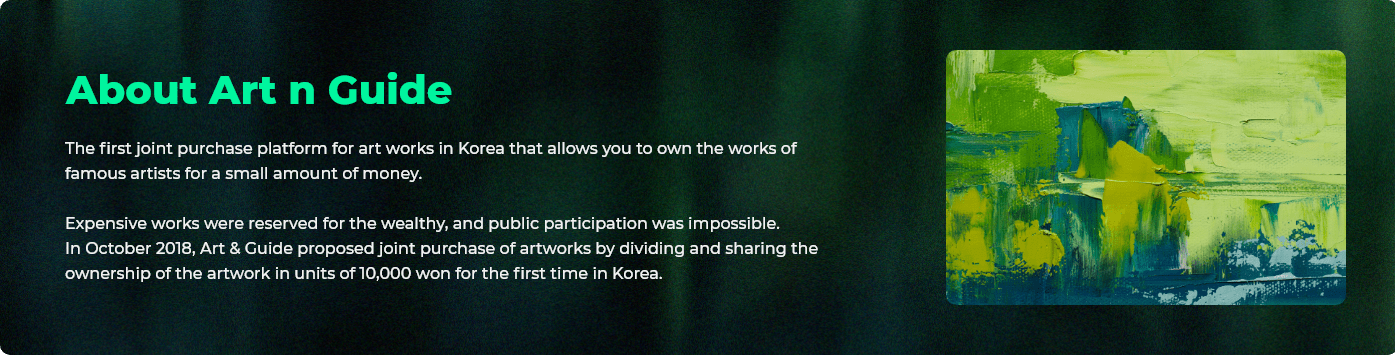 About Art n Guide
The first joint purchase platform for art works in Korea that allows you to own the works of
famous artists for a small amount of money.
Expensive works were reserved for the wealthy, and public participation was impossible.
In October 2018, Art & Guide proposed joint purchase of artworks by dividing and sharing the
ownership of the artwork in units of 10,000 won for the first time in Korea.